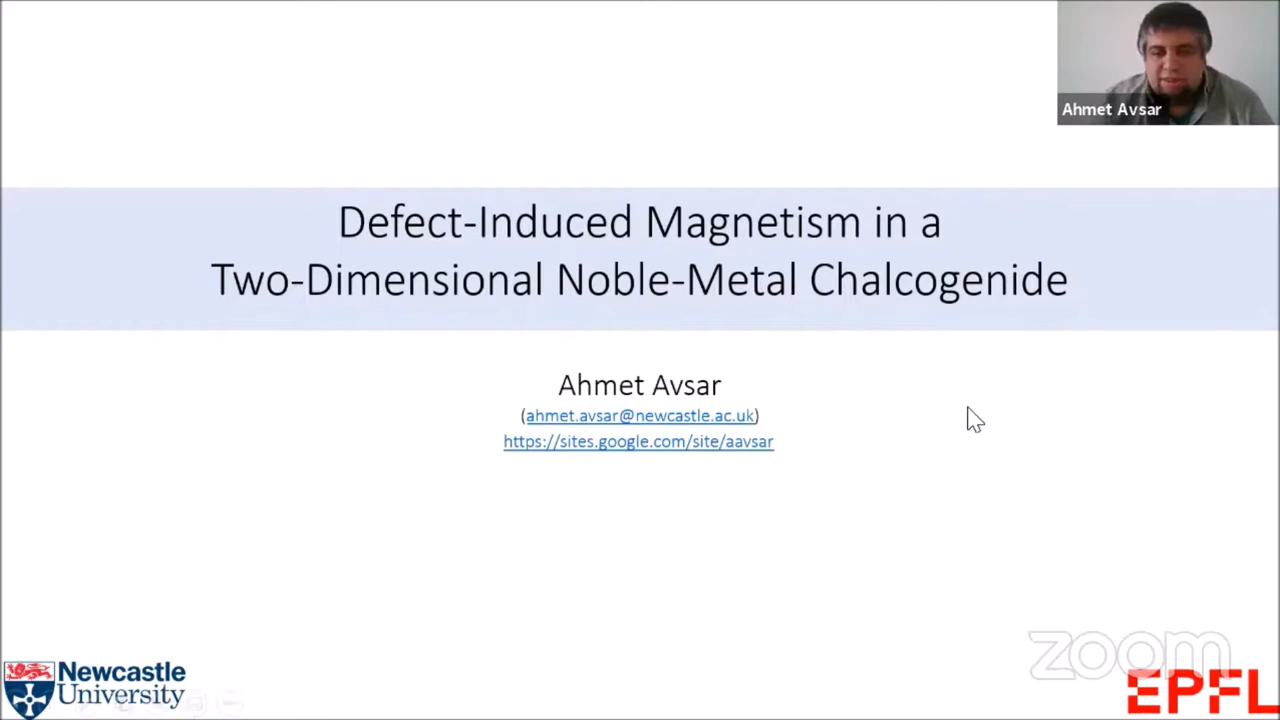 Ahmet Avsar
Defect-Induced Magnetism in a
Two-Dimensional Noble-Metal Chalcogenide
Ahmet Avsar
(ahmet.avsar@newcastle.ac.uk)
https://sites.google.com/site/aavsar
Newcastle
University
zoom
EPFL